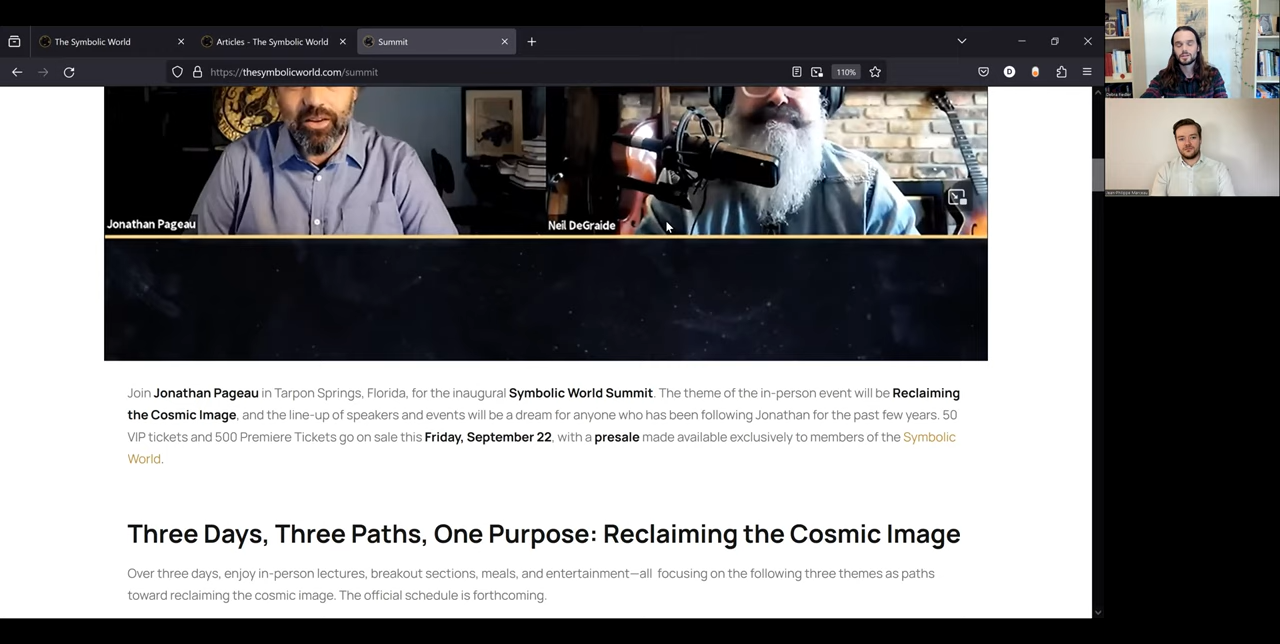 The Symbolic World
Articles - The Symbolic World
Summit
https://thesymbolicworld.com/summit
110%
Jonathan Pageau
Neil DeGraide
Join Jonathan Pageau in Tarpon Springs, Florida, for the inaugural Symbolic World Summit. The theme of the in-person event will be Reclaiming
the Cosmic Image, and the line-up of speakers and events will be a dream for anyone who has been following Jonathan for the past few years. 50
VIP tickets and 500 Premiere Tickets go on sale this Friday, September 22, with a presale made available exclusively to members of the Symbolic
World.
Three Days, Three Paths, One Purpose: Reclaiming the Cosmic Image
Over three days, enjoy in-person lectures, breakout sections, meals, and entertainment—all focusing on the following three themes as paths
toward reclaiming the cosmic image. The official schedule is forthcoming.